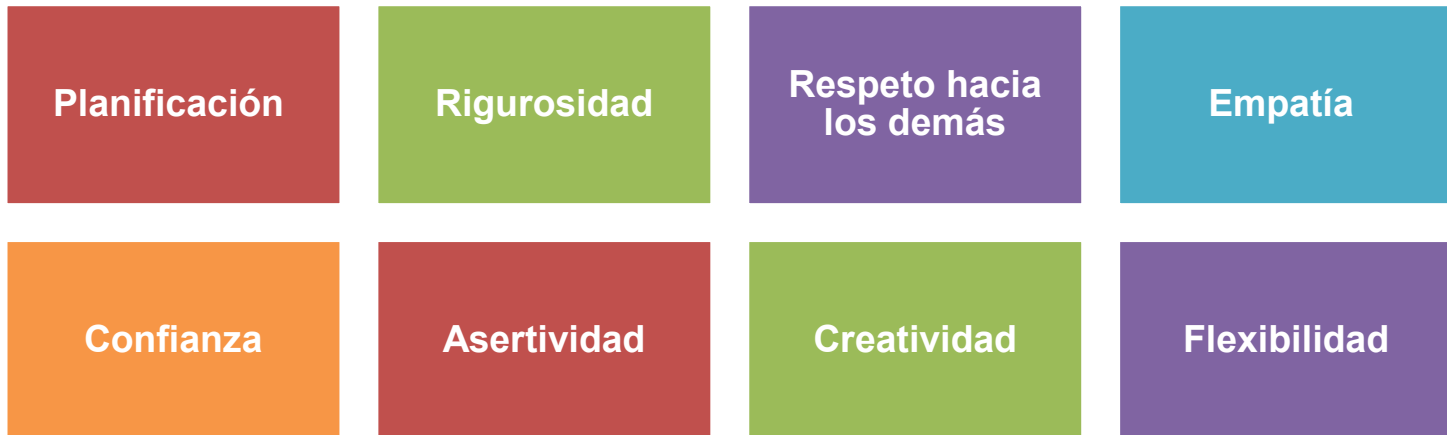 Planificación
Rigurosidad
Respeto hacia
los demás
Empatía
Confianza
Asertividad
Creatividad
Flexibilidad